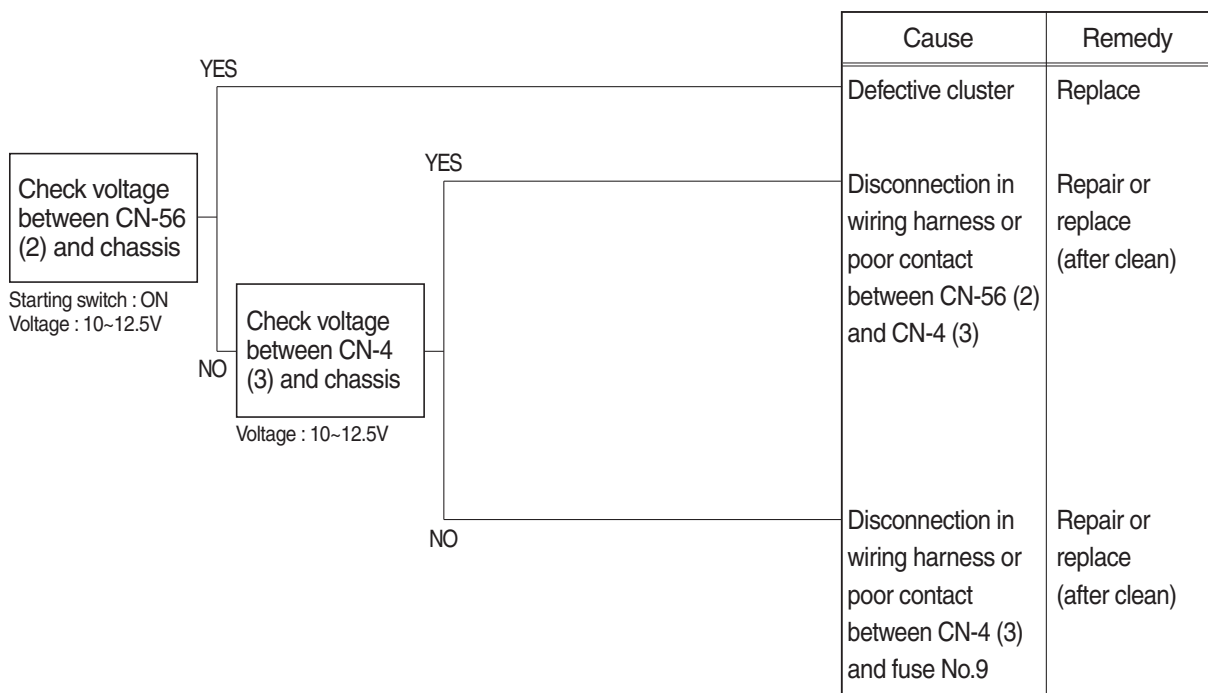 Cause
Remedy
YES
Defective cluster
Replace
Check voltage
between CN-56
(2) and chassis
Starting switch : ON
Voltage : 10~12.5V
YES
Disconnection in
wiring harness or
poor contact
between CN-56 (2)
and CN-4 (3)
Repair or
replace
(after clean)
NO
Check voltage
between CN-4
(3) and chassis
Voltage : 10~12.5V
NO
Disconnection in
wiring harness or
poor contact
between CN-4 (3)
and fuse No.9
Repair or
replace
(after clean)